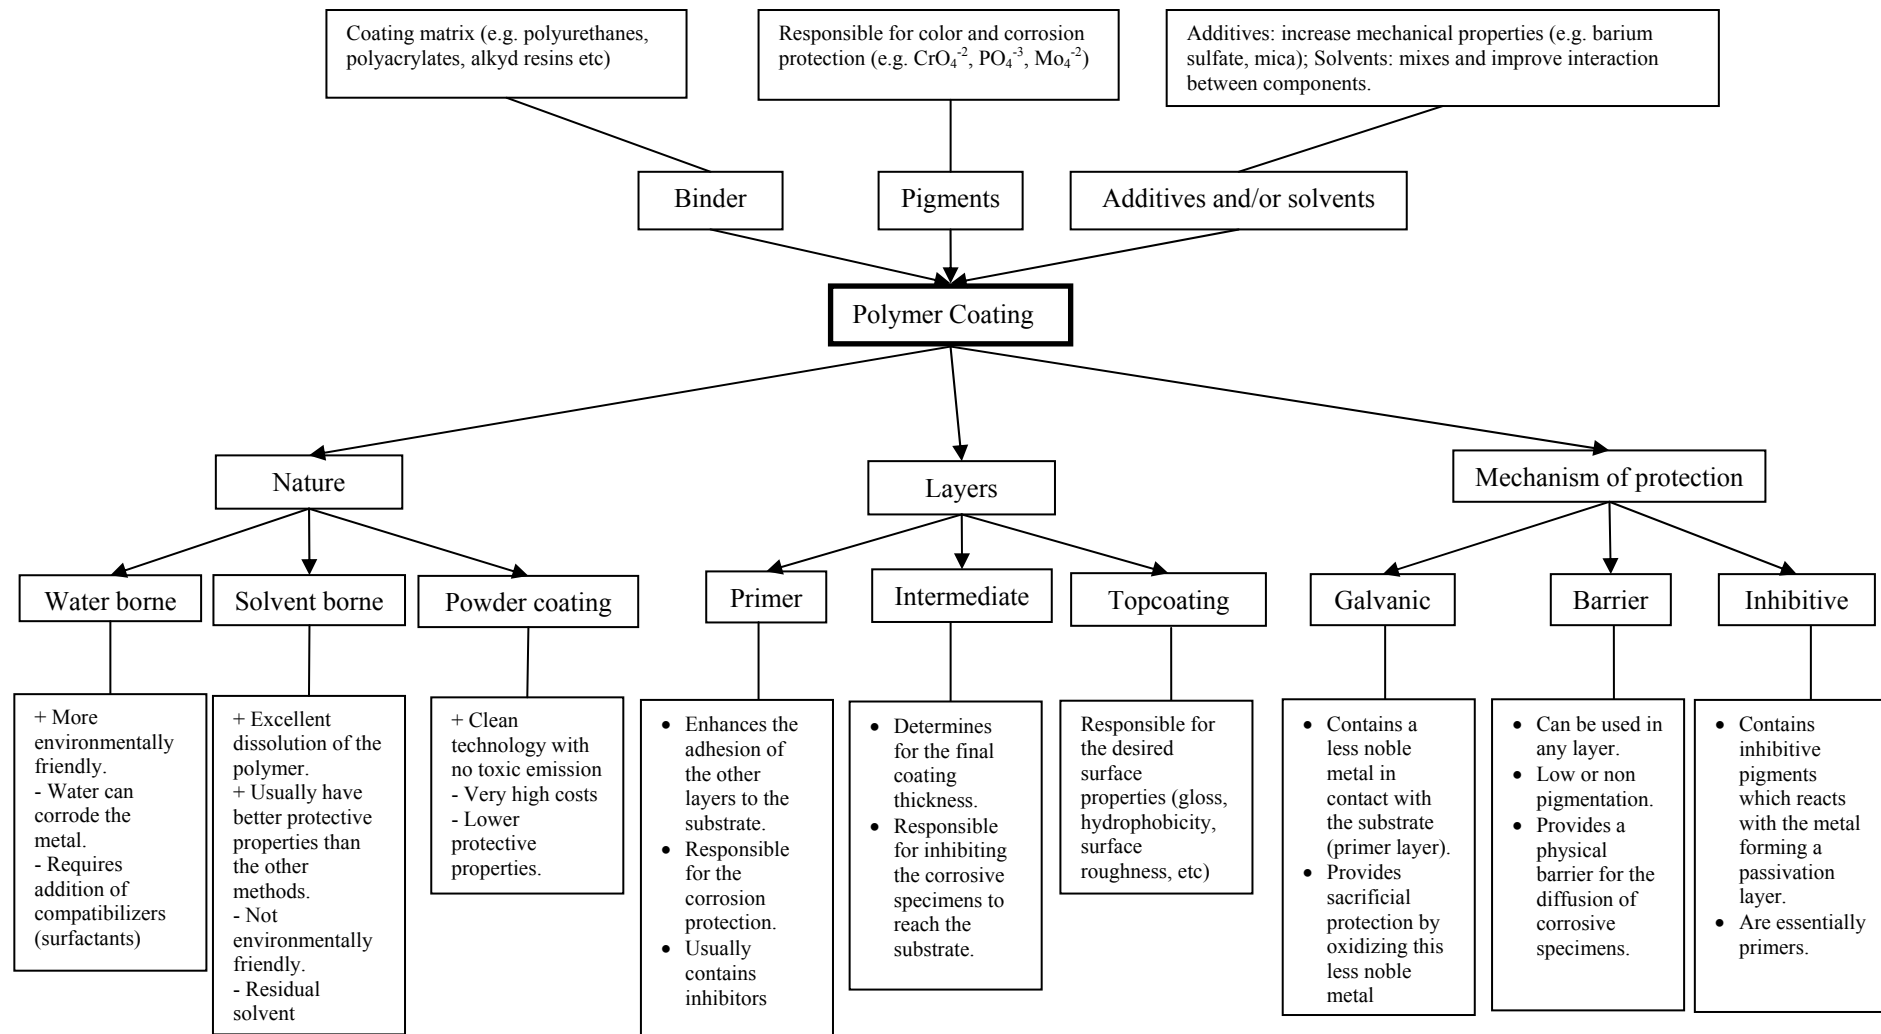 Coating matrix (e.g. polyurethanes,
polyacrylates, alkyd resins etc)
Responsible for color and corrosion
protection (e.g. CrO₄⁻², PO₄⁻³, Mo₄⁻²)
Additives: increase mechanical properties (e.g. barium
sulfate, mica); Solvents: mixes and improve interaction
between components.
Binder
Pigments
Additives and/or solvents
Polymer Coating
Nature
Layers
Mechanism of protection
Water borne
Solvent borne
Powder coating
Primer
Intermediate
Topcoating
Galvanic
Barrier
Inhibitive
+ More
environmentally
friendly.
- Water can
corrode the
metal.
- Requires
addition of
compatibilizers
(surfactants)
+ Excellent
dissolution of the
polymer.
+ Usually have
better protective
properties than
the other
methods.
- Not
environmentally
friendly.
- Residual
solvent
+ Clean
technology with
no toxic emission
- Very high costs
- Lower
protective
properties.
• Enhances the
adhesion of
the other
layers to the
substrate.
• Responsible
for the
corrosion
protection.
• Usually
contains
inhibitors
• Determines
for the final
coating
thickness.
• Responsible
for inhibiting
the corrosive
specimens to
reach the
substrate.
Responsible for
the desired
surface
properties (gloss,
hydrophobicity,
surface
roughness, etc)
• Contains a
less noble
metal in
contact with
the substrate
(primer layer).
• Provides
sacrificial
protection by
oxidizing this
less noble
metal
• Can be used in
any layer.
• Low or non
pigmentation.
• Provides a
physical
barrier for the
diffusion of
corrosive
specimens.
• Contains
inhibitive
pigments
which reacts
with the metal
forming a
passivation
layer.
• Are essentially
primers.